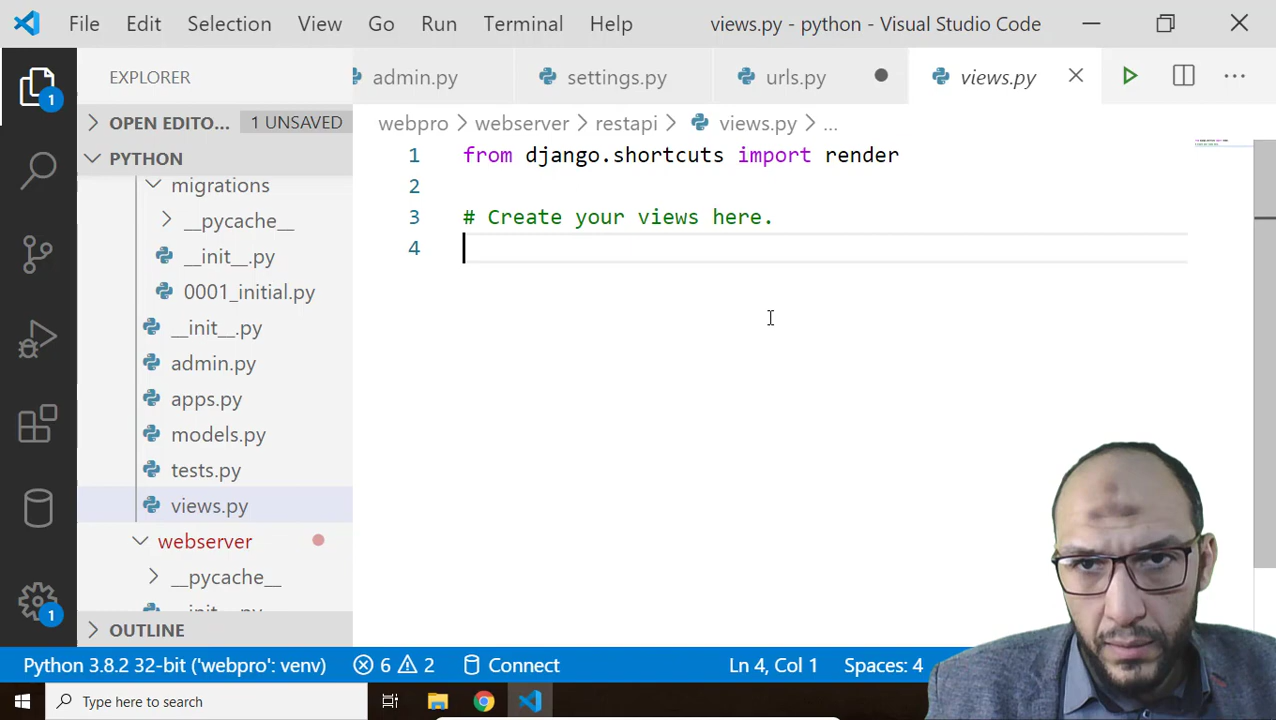 File Edit Selection View Go Run Terminal Help views.py - python - Visual Studio Code
EXPLORER
admin.py settings.py urls.py views.py
1
OPEN EDITO... 1 UNSAVED
webpro > webserver > restapi > views.py > ...
PYTHON
1 from django.shortcuts import render
migrations
2
__pycache__
3 # Create your views here.
__init__.py
4
0001_initial.py
__init__.py
admin.py
apps.py
models.py
tests.py
views.py
webserver
__pycache__
1
OUTLINE
Python 3.8.2 32-bit ('webpro': venv) 6 2 Connect Ln 4, Col 1 Spaces: 4
Type here to search